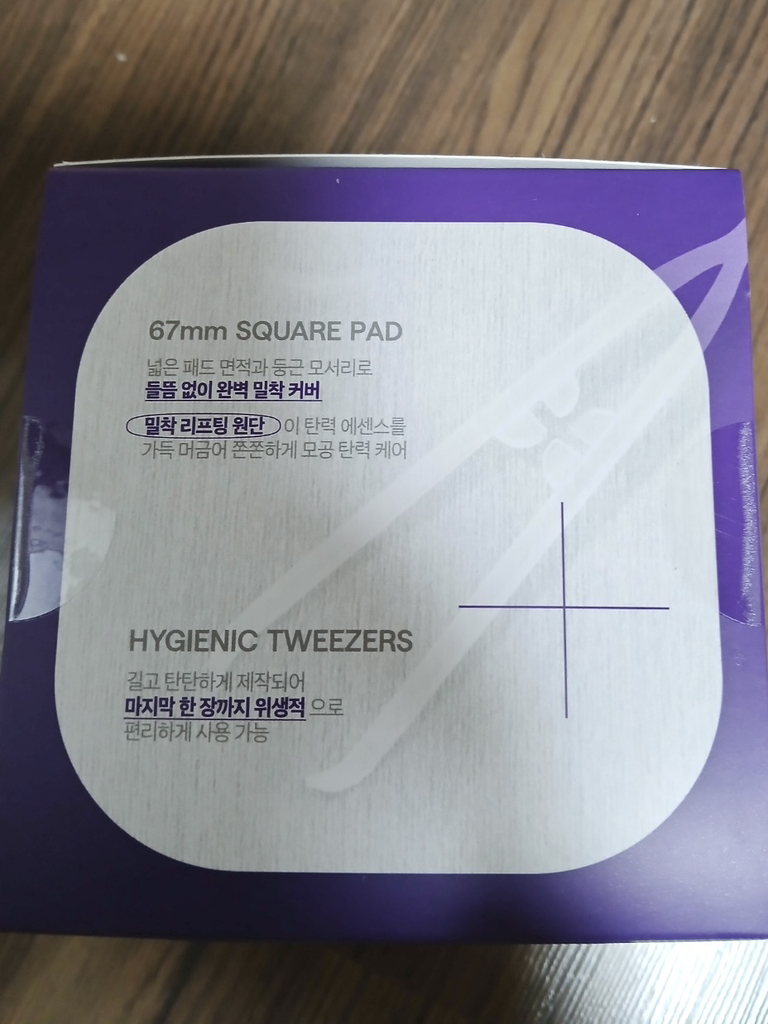 67mm SQUARE PAD
넓은 패드 면적과 둥근 모서리로
들뜸 없이 완벽 밀착 커버
밀착 리프팅 원단 이 탄력 에센스를
가득 머금어 쫀쫀하게 모공 탄력 케어
HYGIENIC TWEEZERS
길고 탄탄하게 제작되어
마지막 한 장까지 위생적 으로
편리하게 사용 가능